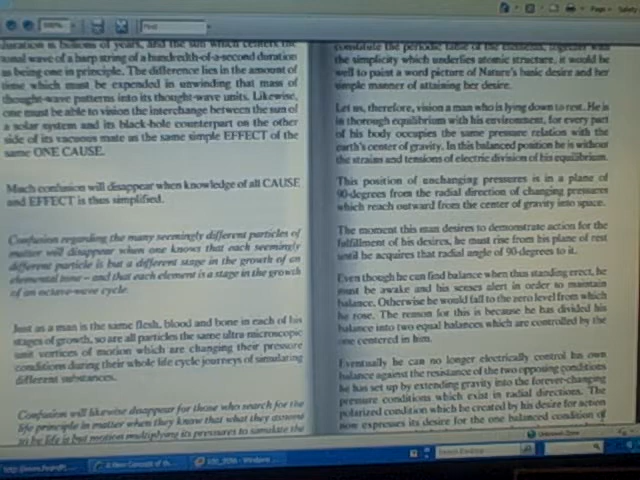 Page
Safety
100%
Find
duration is billions of years, and the sun which centers the
tonal wave of a harp string of a hundredth-of-a-second duration
as being one in principle. The difference lies in the amount of
time which must be expended in unwinding that mass of
thought-wave patterns into its thought-wave units. Likewise,
one must be able to vision the interchange between the sun of
a solar system and its black-hole counterpart on the other
side of its vacuous mate as the same simple EFFECT of the
same ONE CAUSE.
Much confusion will disappear when knowledge of all CAUSE
and EFFECT is thus simplified.
Confusion regarding the many seemingly different particles of
matter will disappear when one knows that each seemingly
different particle is but a different stage in the growth of an
elemental tone – and that each element is a stage in the growth
of an octave-wave cycle.
Just as a man is the same flesh, blood and bone in each of his
stages of growth, so are all particles the same ultra microscopic
unit vortices of motion which are changing their pressure
conditions during their whole life cycle journeys of simulating
different substances.
Confusion will likewise disappear for those who search for the
life principle in matter when they know that what they assume
to be life is but motion multiplying its pressures to simulate the
constitute the periodic table of the elements, together with
the simplicity which underlies atomic structure, it would be
well to paint a word picture of Nature's basic desire and her
simple manner of attaining her desire.
Let us, therefore, vision a man who is lying down to rest. He is
in thorough equilibrium with his environment, for every part
of his body occupies the same pressure relation with the
earth's center of gravity. In this balanced position he is without
the strains and tensions of electric division of his equilibrium.
This position of unchanging pressures is in a plane of
90-degrees from the radial direction of changing pressures
which reach outward from the center of gravity into space.
The moment this man desires to demonstrate action for the
fulfillment of his desires, he must rise from his plane of rest
until he acquires that radial angle of 90-degrees to it.
Even though he can find balance when thus standing erect, he
must be awake and his senses alert in order to maintain
balance. Otherwise he would fall to the zero level from which
he rose. The reason for this is because he has divided his
balance into two equal balances which are controlled by the
one centered in him.
Eventually he can no longer electrically control his own
balance against the resistance of the two opposing conditions
he has set up by extending gravity into the forever-changing
pressure conditions which exist in radial directions. The
polarized condition which he created by his desire for action
now expresses its desire for the one balanced condition of
Unknown Zone
Search Desktop
A New Concept of th...
Windows ...